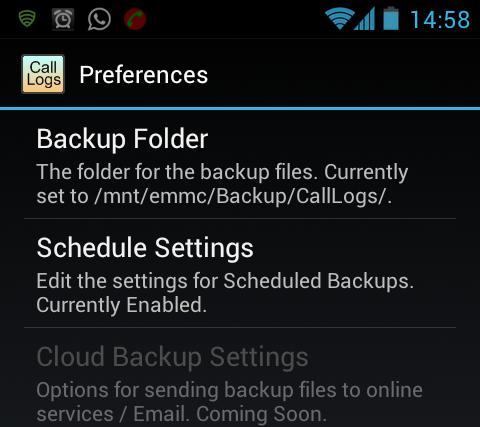 14:58
Call
Logs
Preferences
Backup Folder
The folder for the backup files. Currently
set to /mnt/emmc/Backup/CallLogs/.
Schedule Settings
Edit the settings for Scheduled Backups.
Currently Enabled.
Cloud Backup Settings
Options for sending backup files to online
services / Email. Coming Soon.